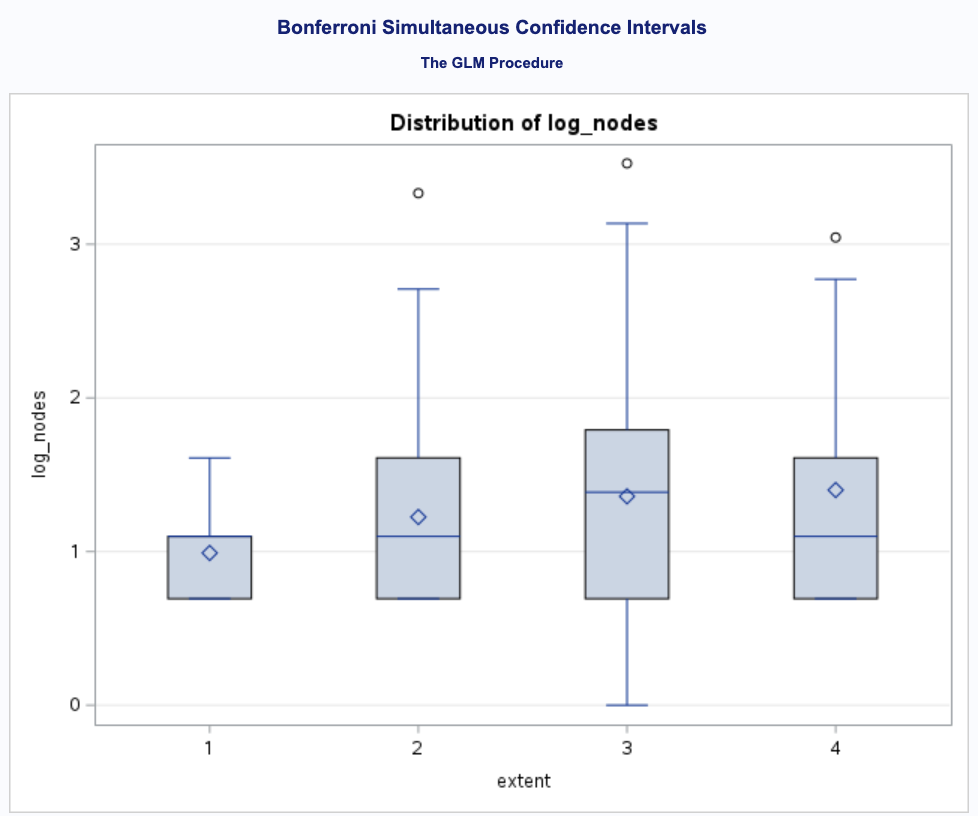 Bonferroni Simultaneous Confidence Intervals
The GLM Procedure
Distribution of log_nodes
3
2
1
0
log_nodes
1 2 3 4
extent